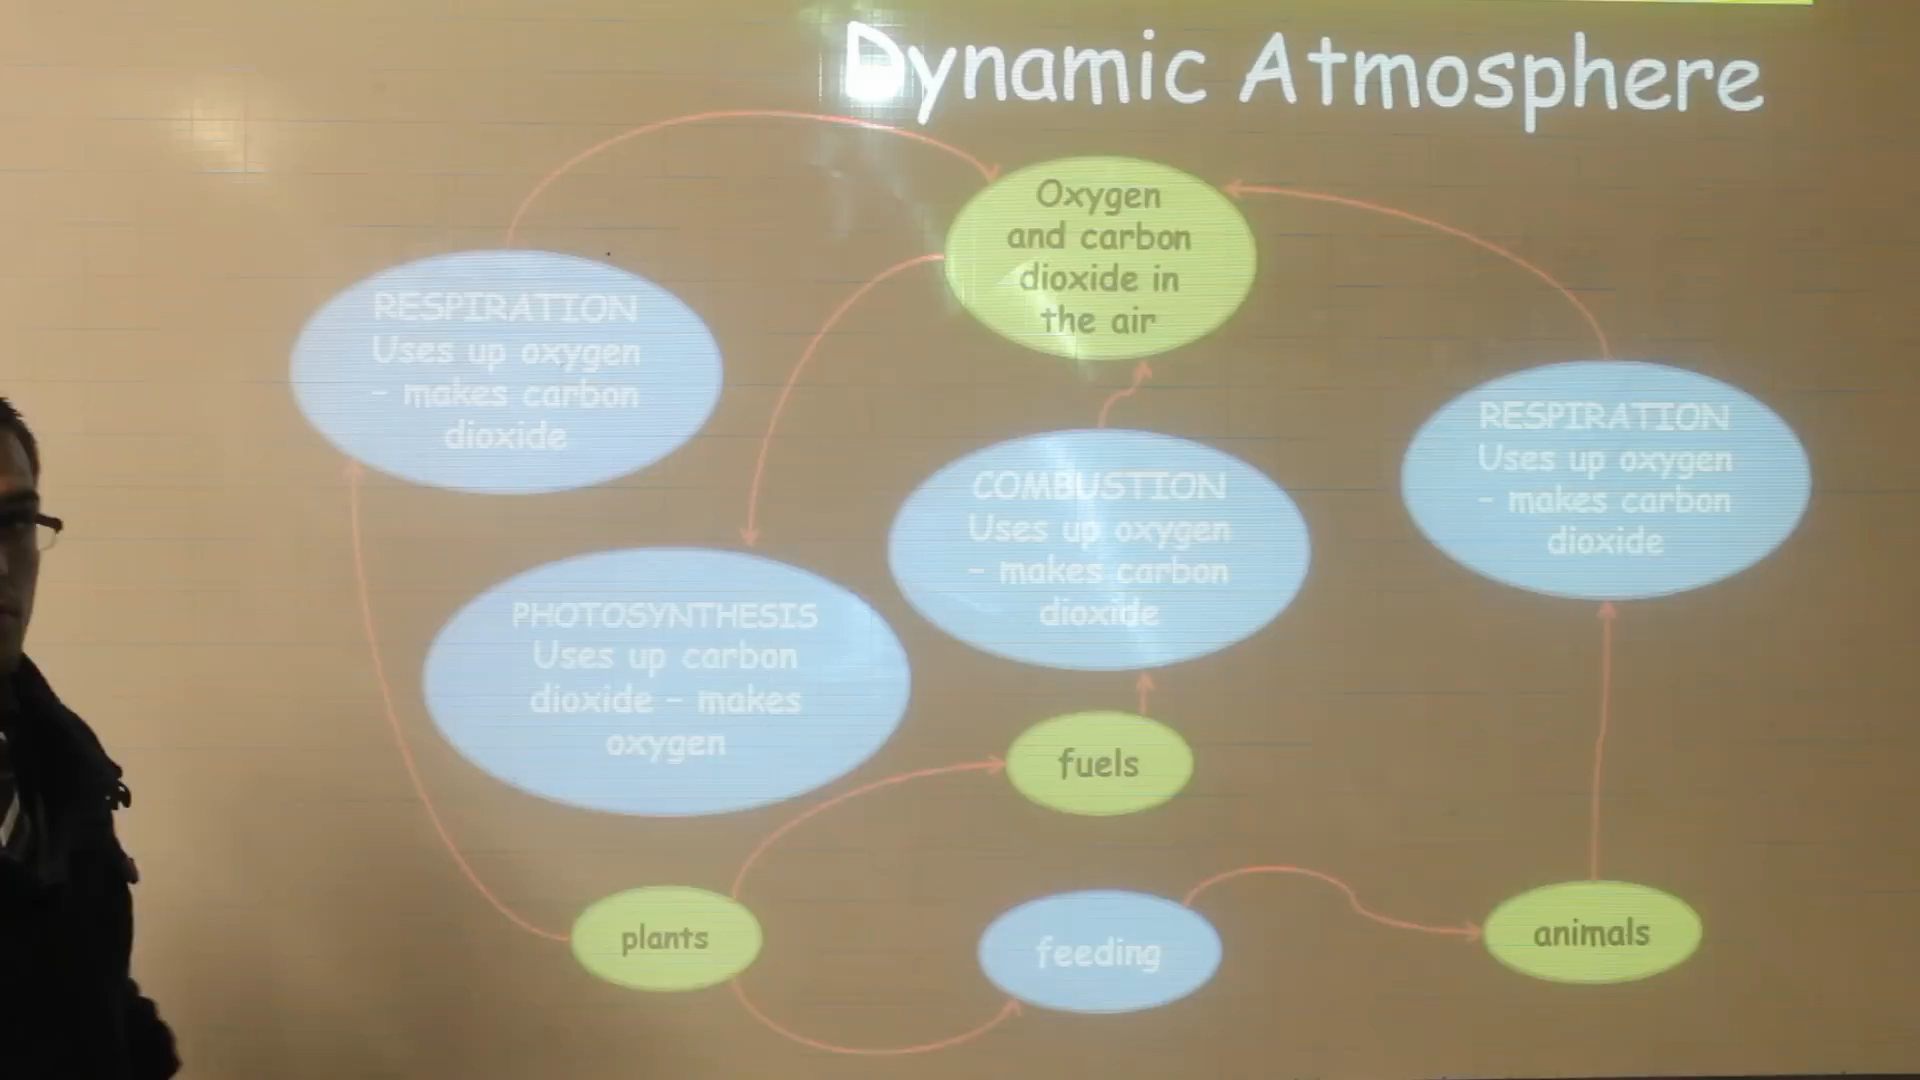 Dynamic Atmosphere
Oxygen
and carbon
dioxide in
the air
RESPIRATION
Uses up oxygen
- makes carbon
dioxide
RESPIRATION
Uses up oxygen
- makes carbon
dioxide
COMBUSTION
Uses up oxygen
- makes carbon
dioxide
PHOTOSYNTHESIS
Uses up carbon
dioxide - makes
oxygen
fuels
plants
feeding
animals